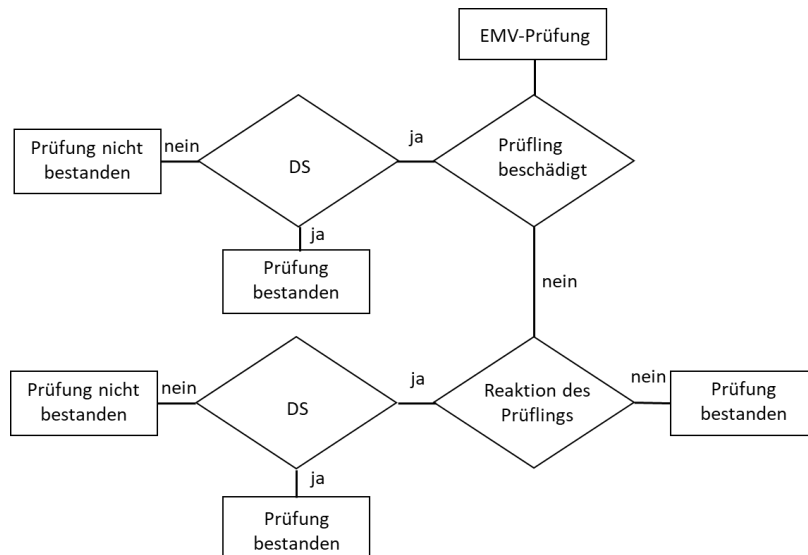 EMV-Prüfung
Prüfung nicht
bestanden
nein
DS
ja
Prüfling
beschädigt
ja
Prüfung
bestanden
nein
Prüfung nicht
bestanden
nein
DS
ja
Reaktion des
Prüflings
nein
Prüfung
bestanden
ja
Prüfung
bestanden